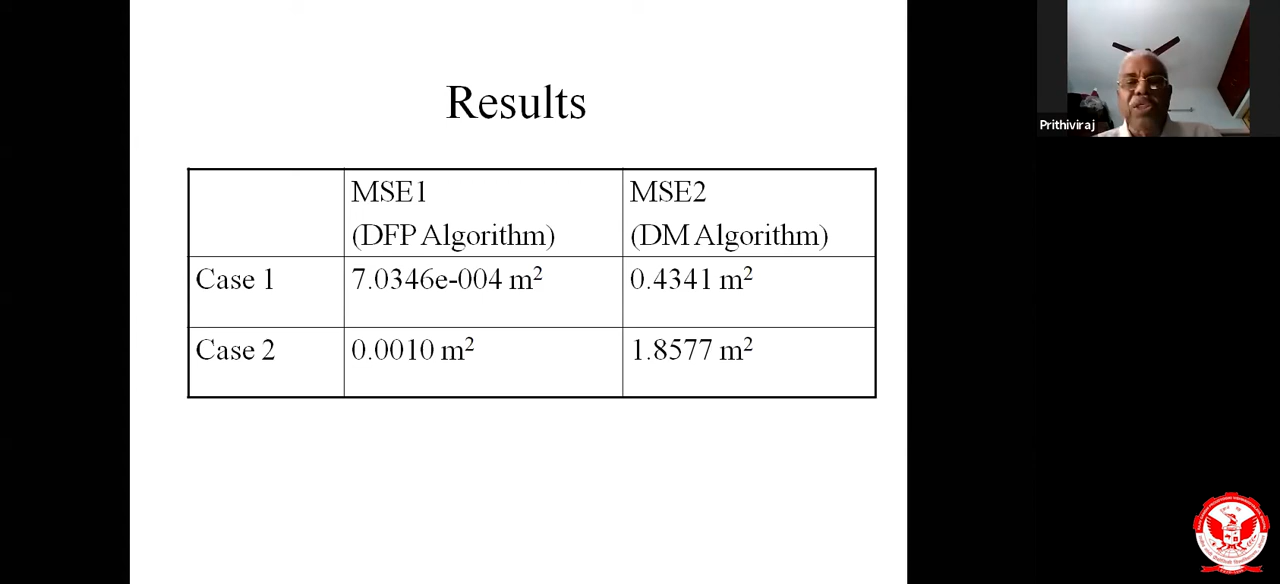 Results
MSE1
(DFP Algorithm)
MSE2
(DM Algorithm)
Case 1
7.0346e-004 m²
0.4341 m²
Case 2
0.0010 m²
1.8577 m²
Prithiviraj